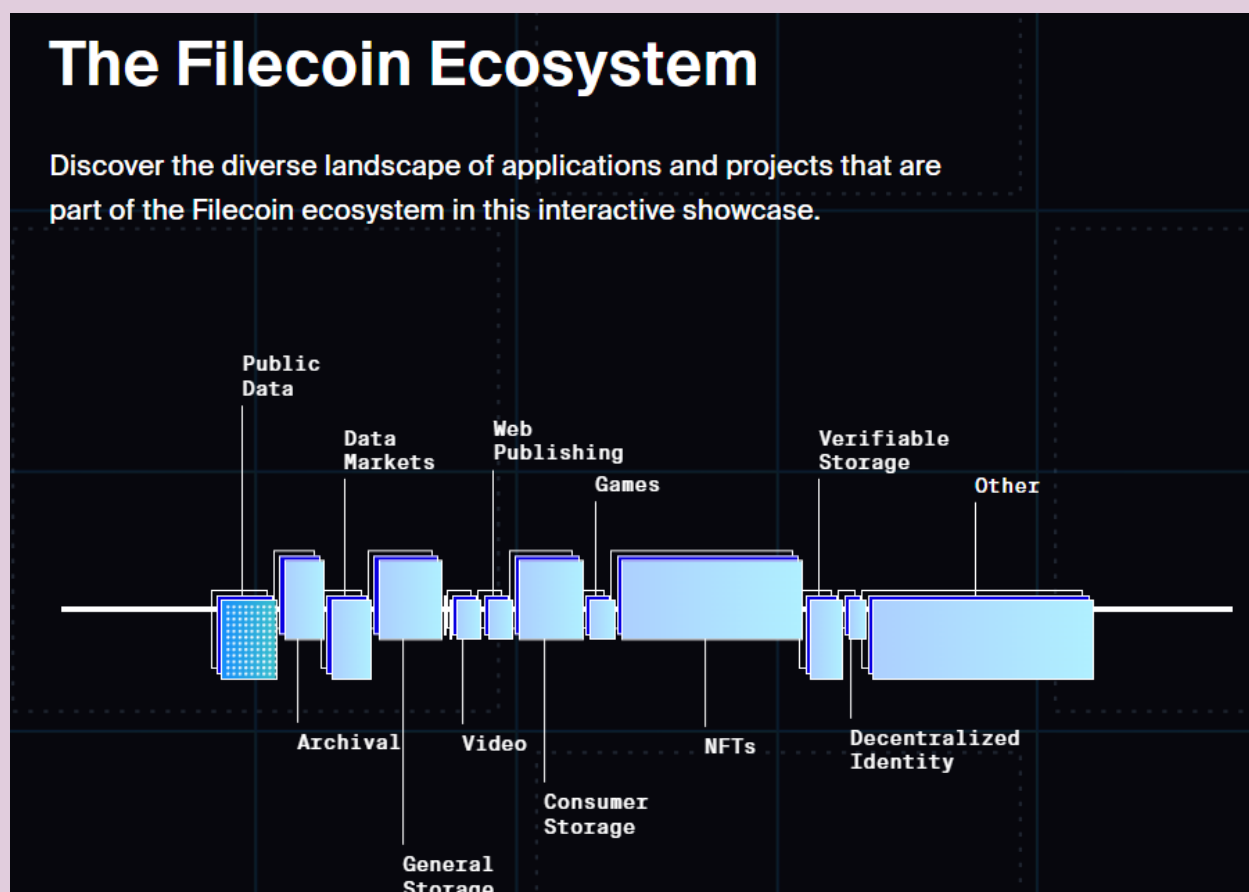 The Filecoin Ecosystem
Discover the diverse landscape of applications and projects that are
part of the Filecoin ecosystem in this interactive showcase.
Public
Data
Data
Markets
Web
Publishing
Games
Verifiable
Storage
Other
Archival
Video
NFTs
Decentralized
Identity
Consumer
Storage
General
Storage